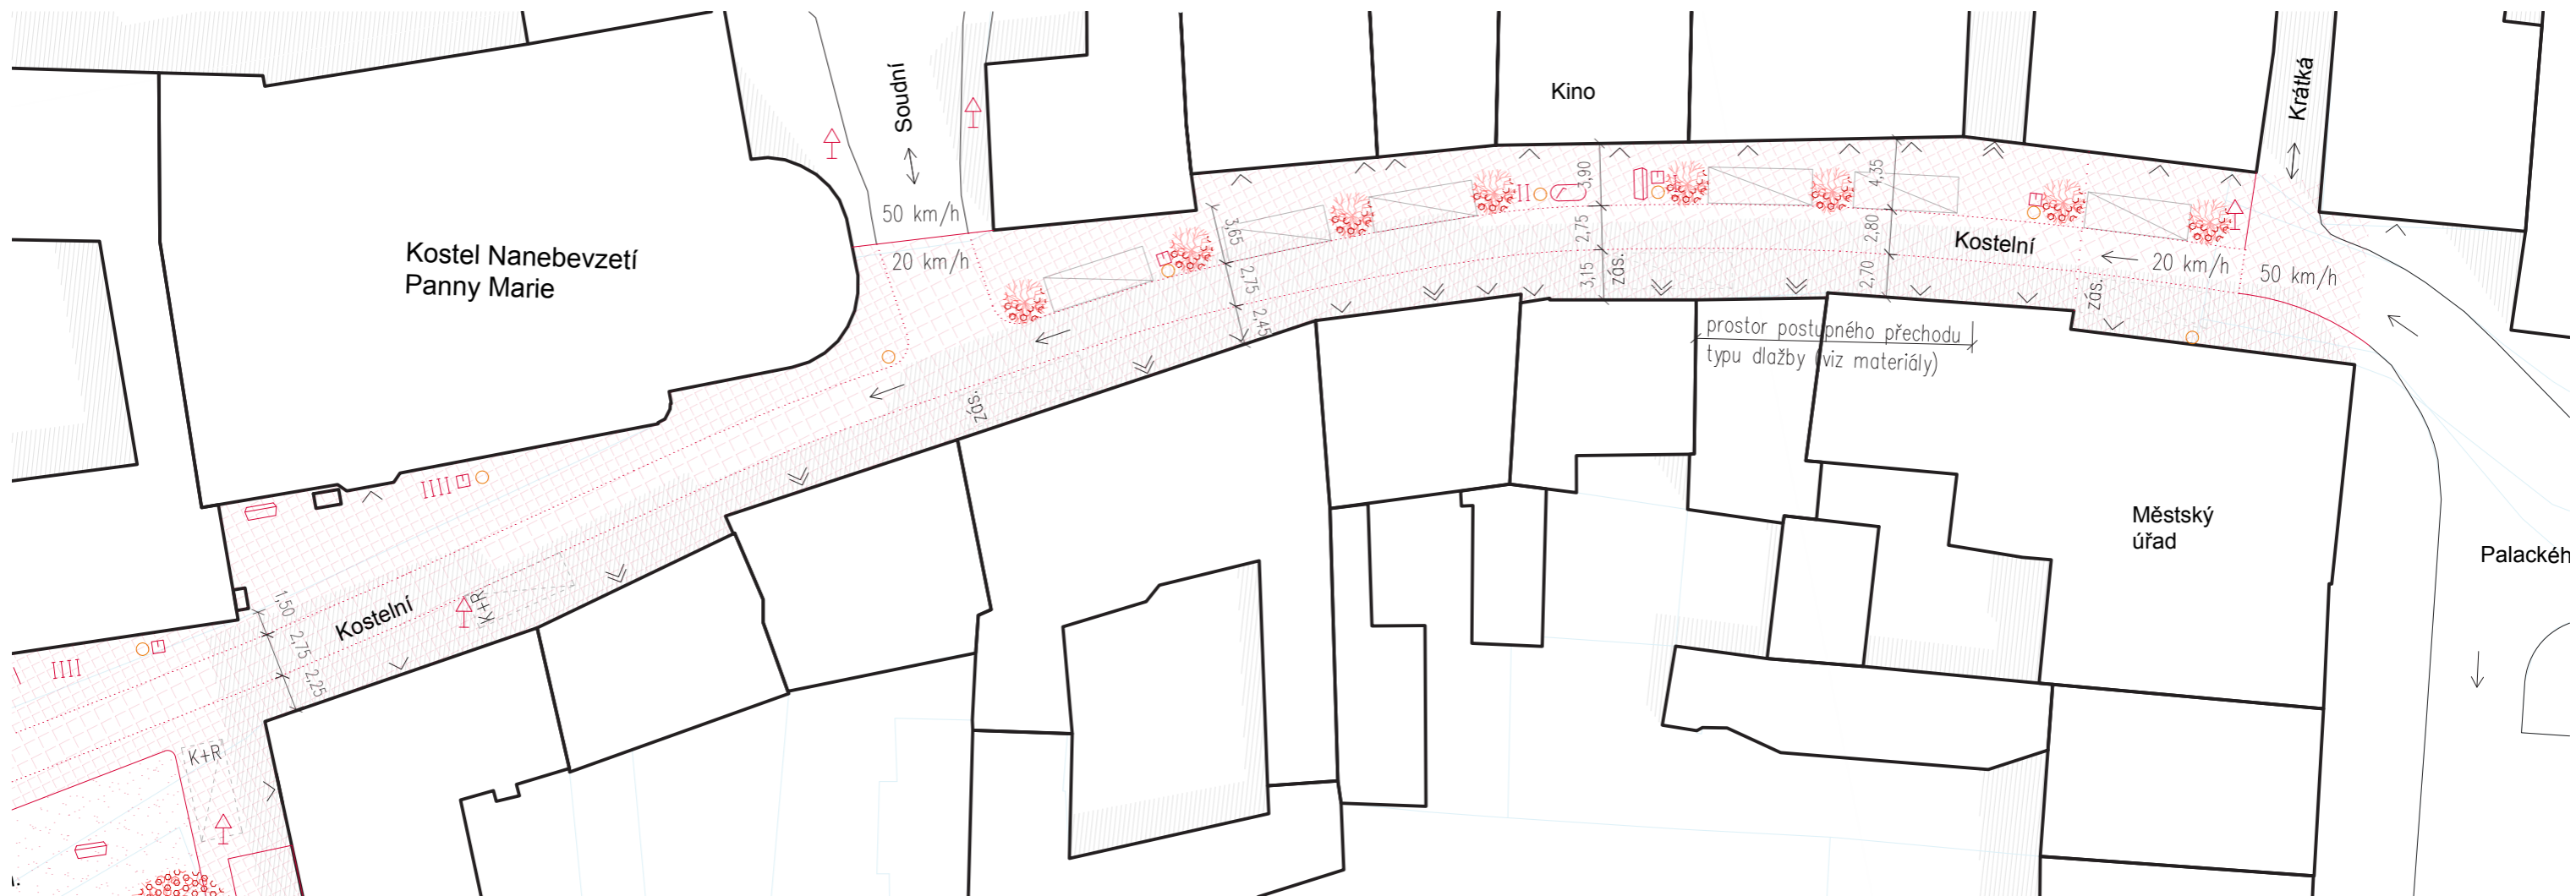 Soudní
50 km/h
20 km/h
Kostel Nanebevzetí
Panny Marie
Kino
Krátká
3,90
4,35
3,65
2,75
2,80
Kostelní
20 km/h
50 km/h
2,75
3,15
zás.
2,70
zás.
2,45
prostor postupného přechodu
typu dlažby (viz materiály)
zás.
Městský
úřad
Palackéh
K+R
Kostelní
1,50
2,75
2,25
K+R